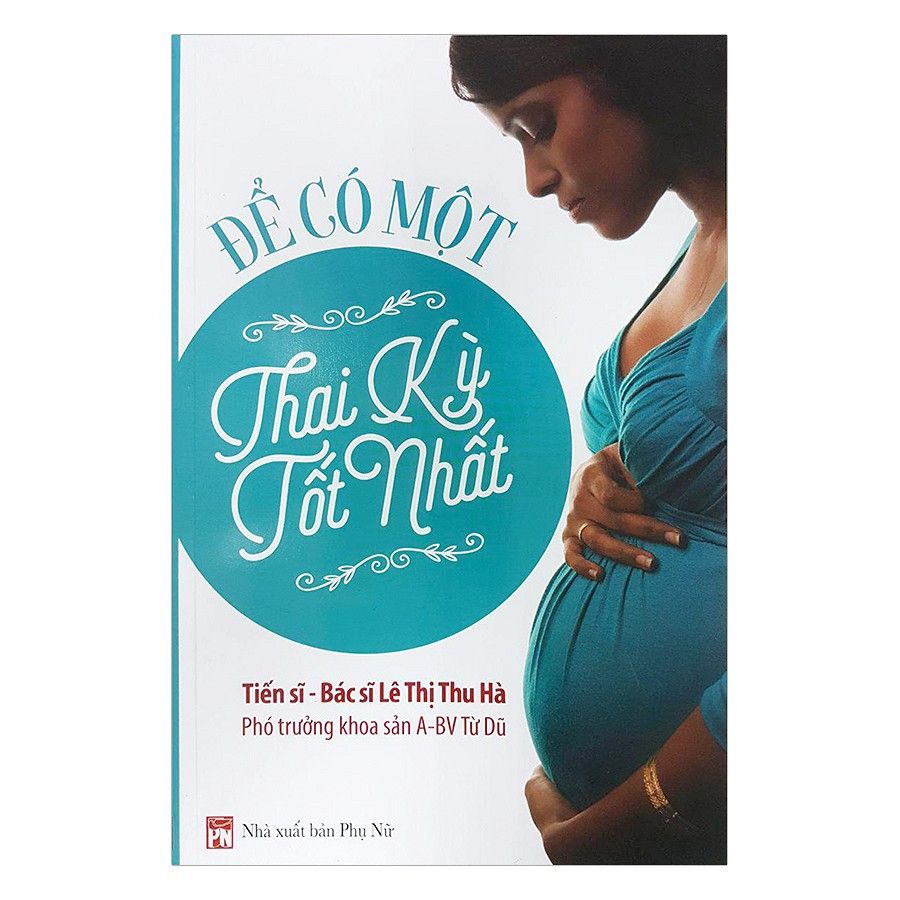 ĐỂ CÓ MỘT
Thai Kỳ
Tốt Nhất
Tiến sĩ - Bác sĩ Lê Thị Thu Hà
Phó trưởng khoa sản A-BV Từ Dũ
PN
Nhà xuất bản Phụ Nữ